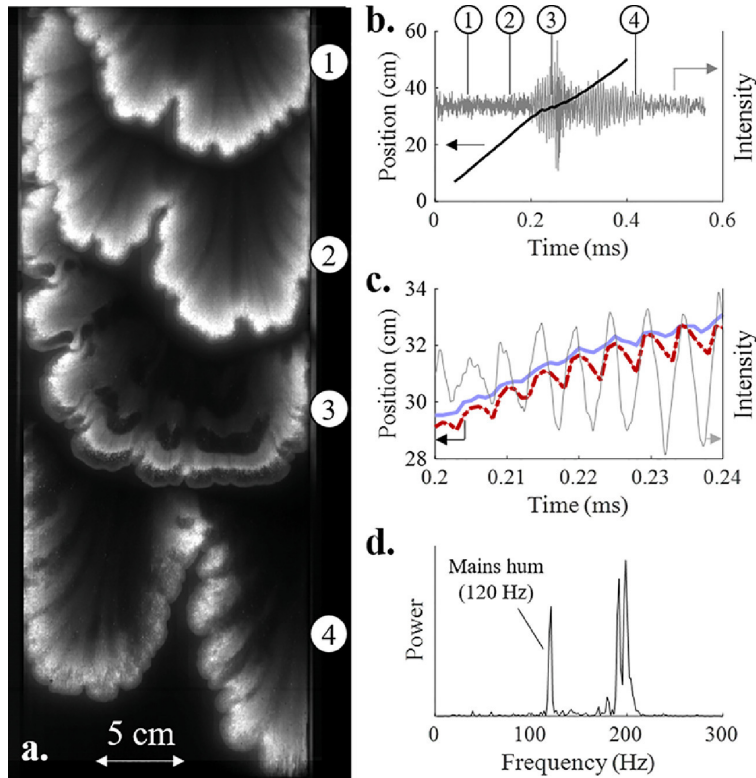 a.
1
2
3
4
5 cm
b.
1 2 3 4
60
40
20
0
Position (cm)
Intensity
0 0.2 0.4 0.6
Time (ms)
c.
34
32
30
28
Position (cm)
Intensity
0.2 0.21 0.22 0.23 0.24
Time (ms)
d.
Mains hum
(120 Hz)
Power
0 100 200 300
Frequency (Hz)